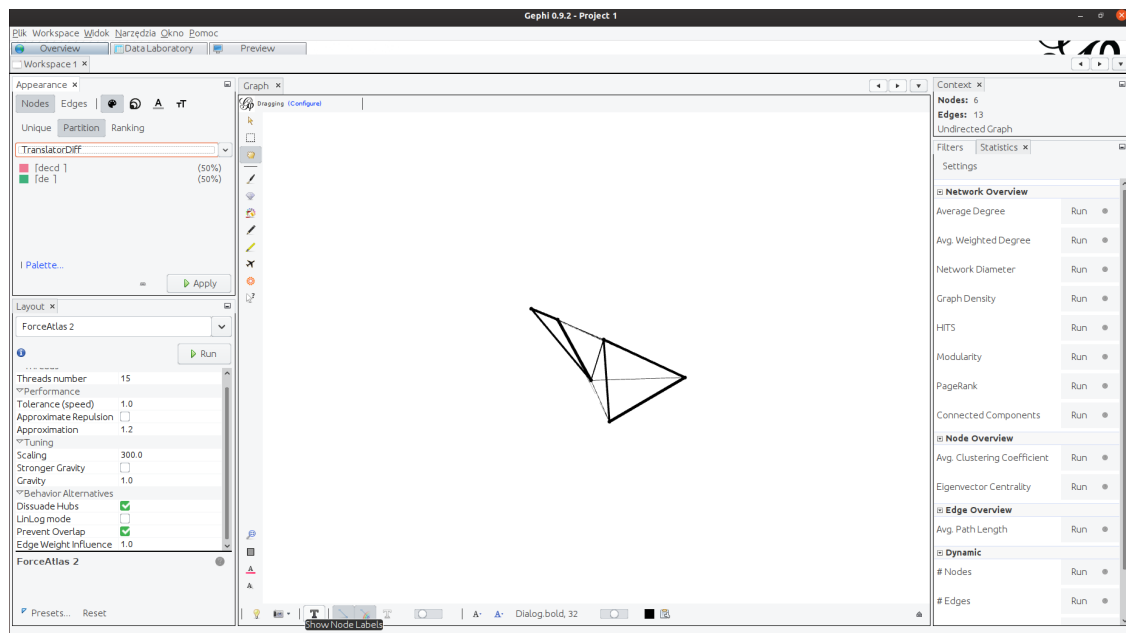 Gephi 0.9.2 - Project 1
Plik Workspace Widok Narzędzia Okno Pomoc
Overview Data Laboratory Preview
Workspace 1
Appearance
Nodes Edges
Unique Partition Ranking
TranslatorDiff
[decd ] (50%)
[de ] (50%)
Palette...
Apply
Layout
ForceAtlas 2
Run
Threads number 15
Performance
Tolerance (speed) 1.0
Approximate Repulsion
Approximation 1.2
Tuning
Scaling 300.0
Stronger Gravity
Gravity 1.0
Behavior Alternatives
Dissuade Hubs
LinLog mode
Prevent Overlap
Edge Weight Influence 1.0
ForceAtlas 2
Presets... Reset
Graph
Dragging (Configure)
Show Node Labels
Dialog.bold, 32
Context
Nodes: 6
Edges: 13
Undirected Graph
Filters Statistics
Settings
Network Overview
Average Degree Run
Avg. Weighted Degree Run
Network Diameter Run
Graph Density Run
HITS Run
Modularity Run
PageRank Run
Connected Components Run
Node Overview
Avg. Clustering Coefficient Run
Eigenvector Centrality Run
Edge Overview
Avg. Path Length Run
Dynamic
# Nodes Run
# Edges Run